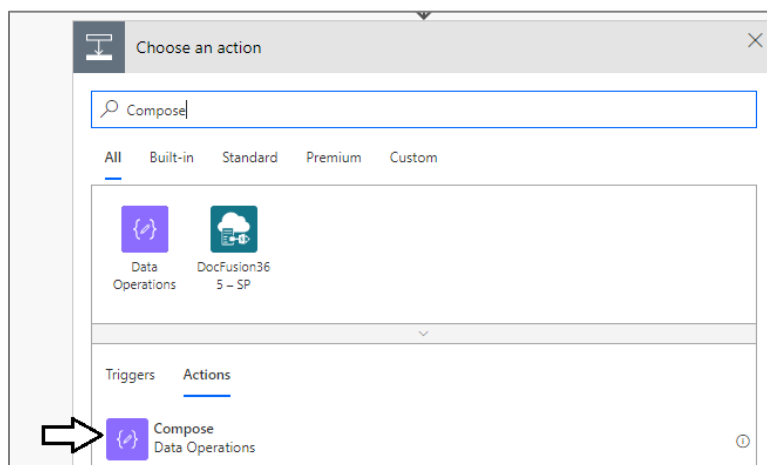 Choose an action
Compose
All Built-in Standard Premium Custom
Data
Operations
DocFusion36
5 – SP
Triggers Actions
Compose
Data Operations